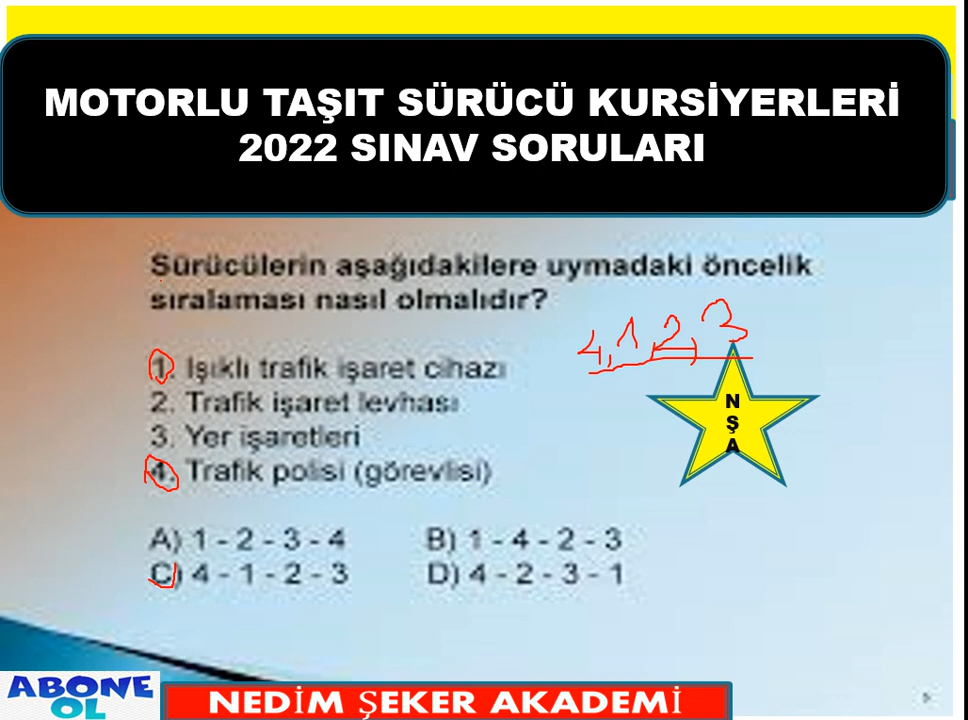 MOTORLU TAŞIT SÜRÜCÜ KURSİYERLERİ
2022 SINAV SORULARI
Sürücülerin aşağıdakilere uymadaki öncelik
sıralaması nasıl olmalıdır?
4,1,2,3
1. Işıklı trafik işaret cihazı
2. Trafik işaret levhası
3. Yer işaretleri
4. Trafik polisi (görevlisi)
N
Ş
A
A) 1 - 2 - 3 - 4 B) 1 - 4 - 2 - 3
C) 4 - 1 - 2 - 3 D) 4 - 2 - 3 - 1
ABONE
OL
NEDİM ŞEKER AKADEMİ